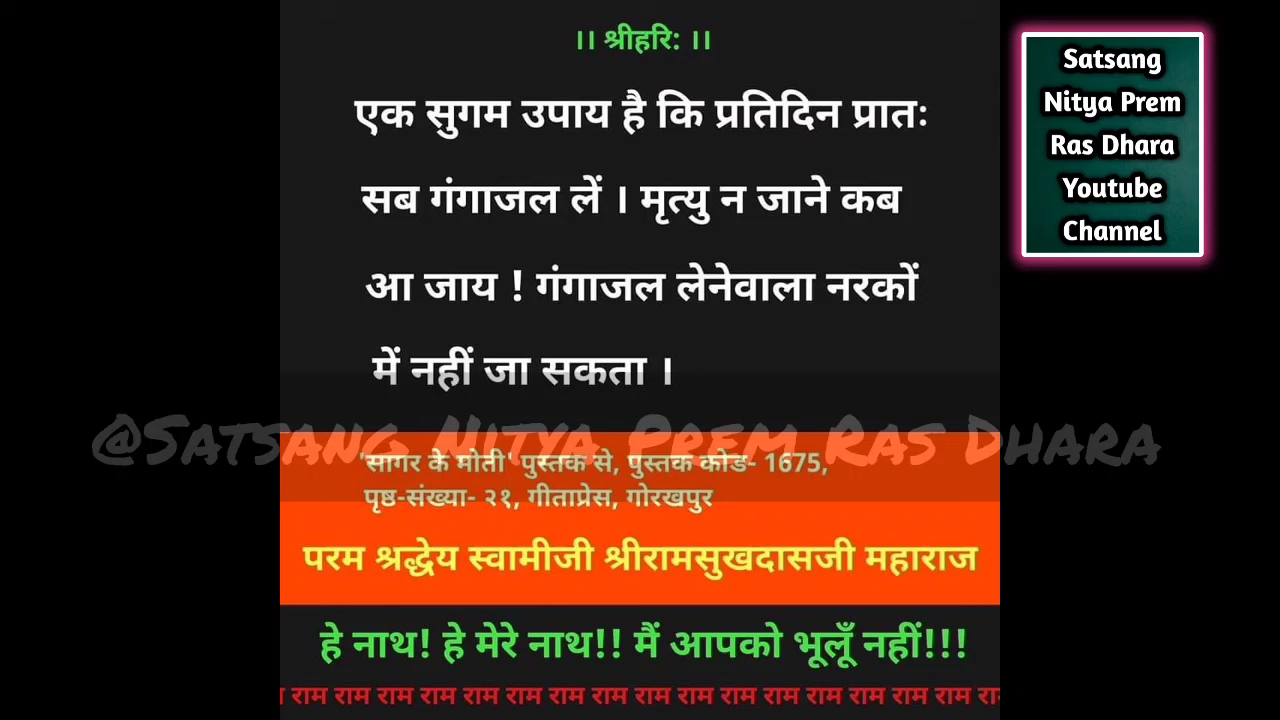 ।। श्रीहरि: ।।
एक सुगम उपाय है कि प्रतिदिन प्रातः
सब गंगाजल लें । मृत्यु न जाने कब
आ जाय ! गंगाजल लेनेवाला नरकों
में नहीं जा सकता ।
Satsang
Nitya Prem
Ras Dhara
Youtube
Channel
@Satsang Nitya Prem Ras Dhara
'सागर के मोती' पुस्तक से, पुस्तक कोड- 1675,
पृष्ठ-संख्या- २१, गीताप्रेस, गोरखपुर
परम श्रद्धेय स्वामीजी श्रीरामसुखदासजी महाराज
हे नाथ! हे मेरे नाथ!! मैं आपको भूलूँ नहीं!!!
राम राम राम राम राम राम राम राम राम राम राम राम राम राम राम राम